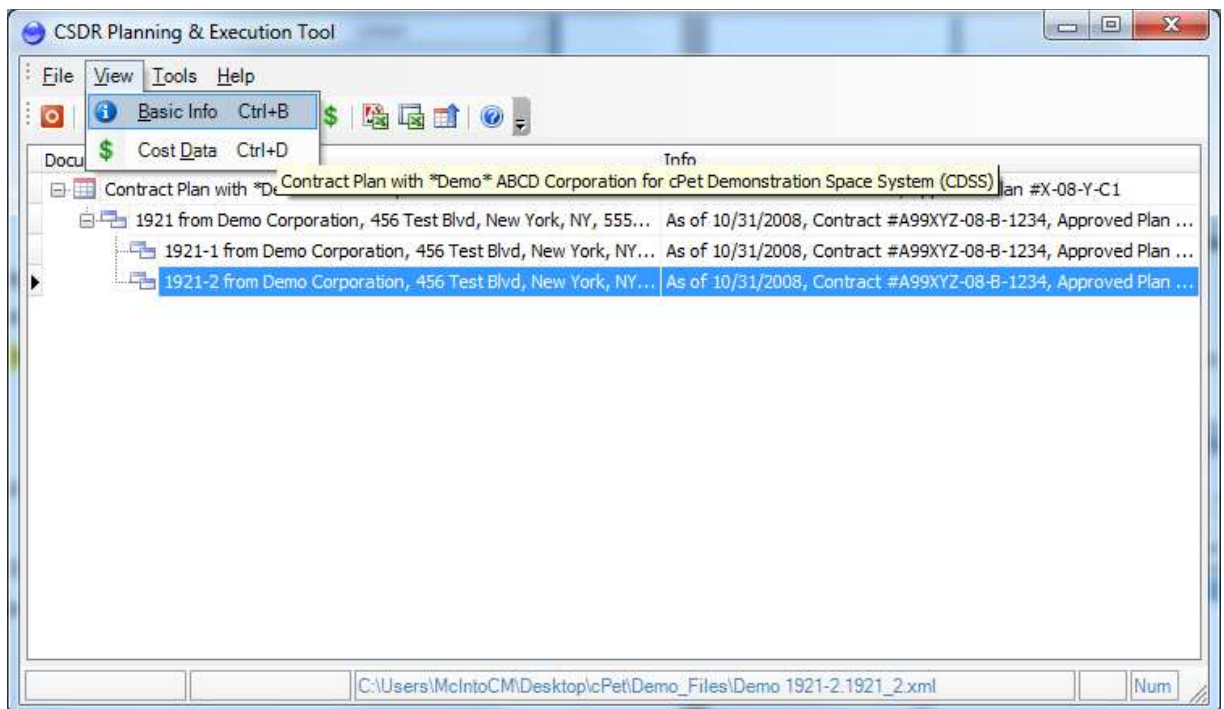 CSDR Planning & Execution Tool
File View Tools Help
Basic Info Ctrl+B
Cost Data Ctrl+D
Docu Info
Contract Plan with *Demo* ABCD Corporation for cPet Demonstration Space System (CDSS)
Contract Plan with *De an #X-08-Y-C1
1921 from Demo Corporation, 456 Test Blvd, New York, NY, 555... As of 10/31/2008, Contract #A99XYZ-08-B-1234, Approved Plan ...
1921-1 from Demo Corporation, 456 Test Blvd, New York, NY... As of 10/31/2008, Contract #A99XYZ-08-B-1234, Approved Plan ...
1921-2 from Demo Corporation, 456 Test Blvd, New York, NY... As of 10/31/2008, Contract #A99XYZ-08-B-1234, Approved Plan ...
C:\Users\McIntoCM\Desktop\cPet\Demo_Files\Demo 1921-2.1921_2.xml Num